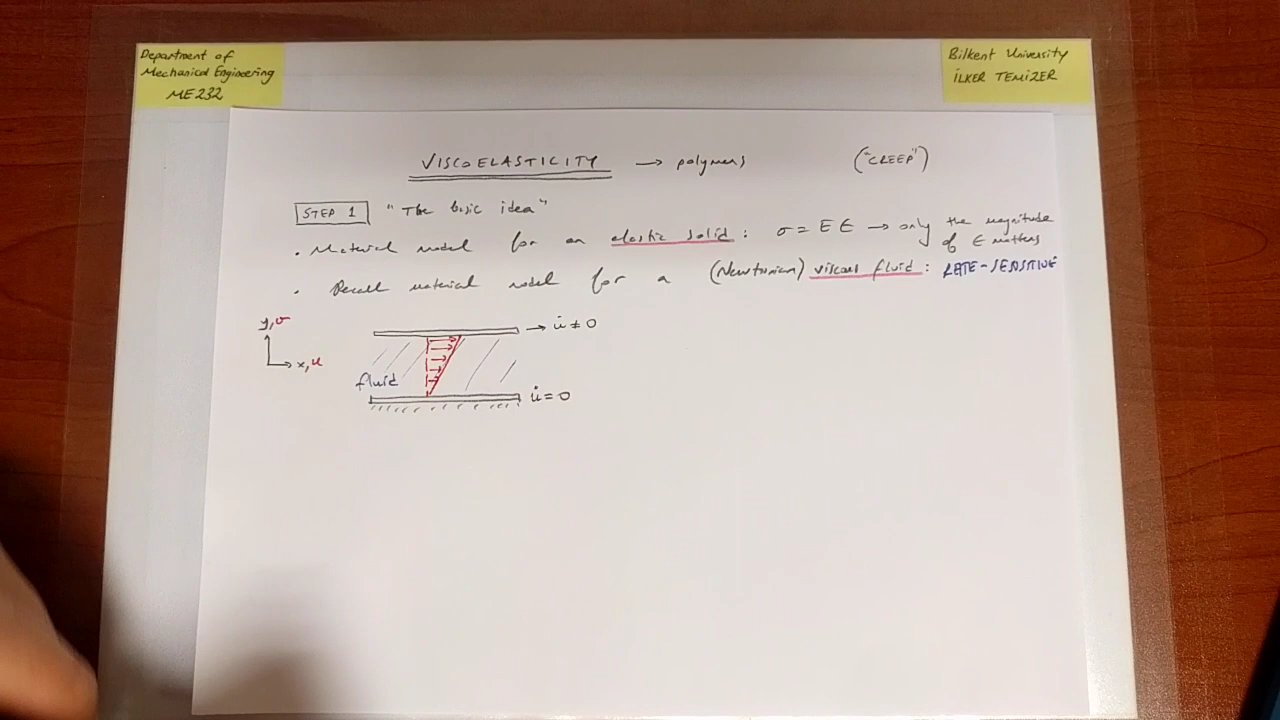 Department of
Mechanical Engineering
ME232
Bilkent University
İLKER TEMİZER
VISCOELASTICITY → polymers ("CREEP")
STEP 1 "The basic idea"
• Material model for an elastic solid : σ = E ϵ → only the magnitude
of ϵ matters
• Recall material model for a (Newtonian) viscous fluid : RATE-SENSITIVE
y,v
x,u
→ u̇ ≠ 0
fluid
u̇ = 0